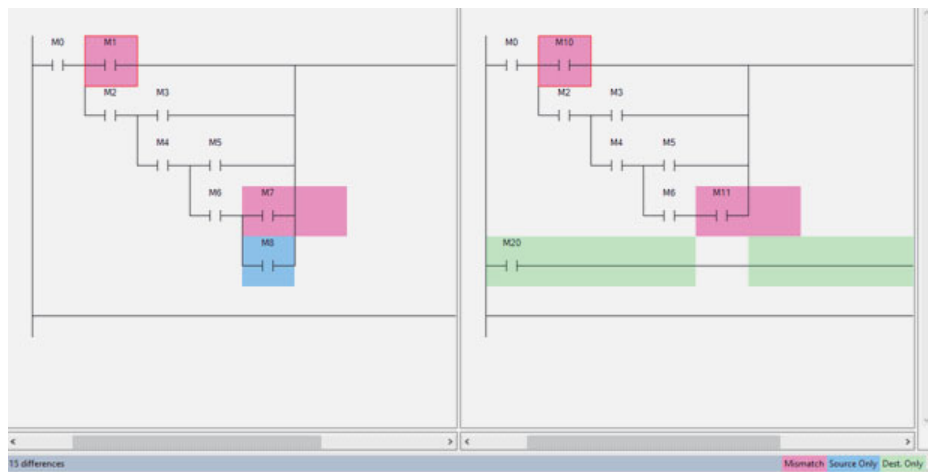 M0 M1
M2 M3
M4 M5
M6 M7
M8
M0 M10
M2 M3
M4 M5
M6 M11
M20
15 differences
Mismatch Source Only Dest. Only